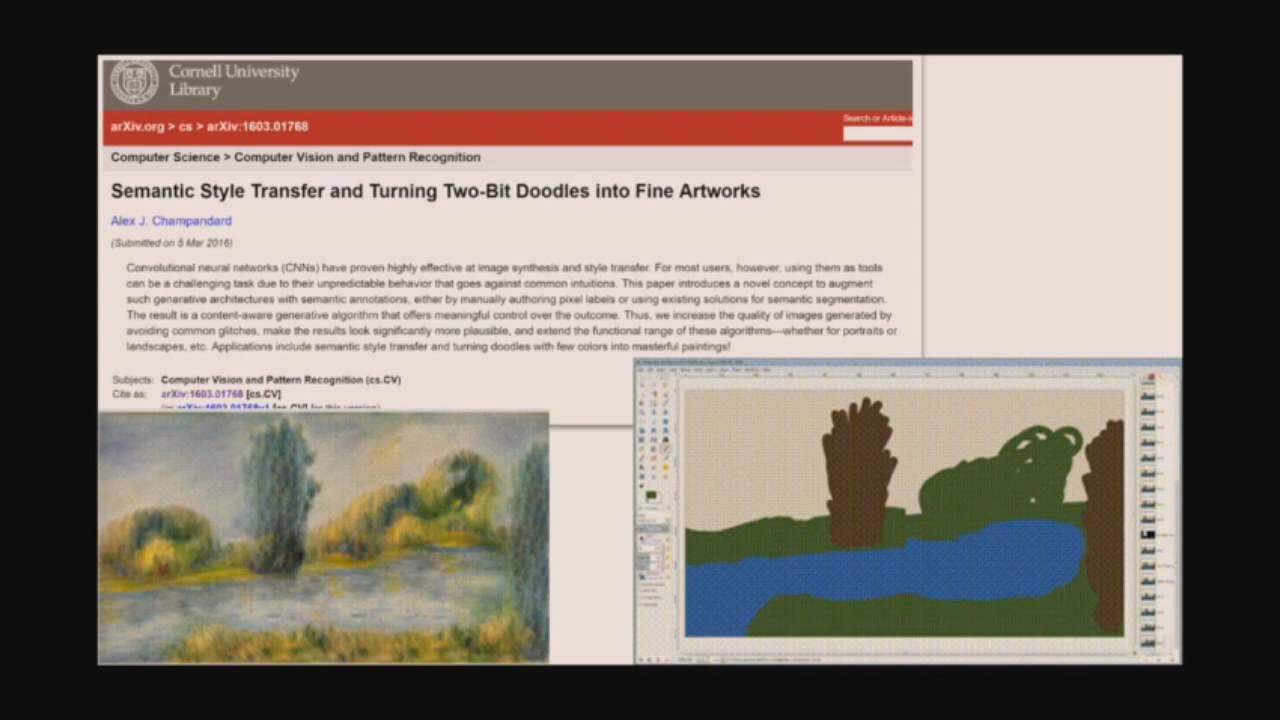 Cornell University
Library
arXiv.org > cs > arXiv:1603.01768
Search or Article-i
Computer Science > Computer Vision and Pattern Recognition
Semantic Style Transfer and Turning Two-Bit Doodles into Fine Artworks
Alex J. Champandard
(Submitted on 5 Mar 2016)
Convolutional neural networks (CNNs) have proven highly effective at image synthesis and style transfer. For most users, however, using them as tools
can be a challenging task due to their unpredictable behavior that goes against common intuitions. This paper introduces a novel concept to augment
such generative architectures with semantic annotations, either by manually authoring pixel labels or using existing solutions for semantic segmentation.
The result is a content-aware generative algorithm that offers meaningful control over the outcome. Thus, we increase the quality of images generated by
avoiding common glitches, make the results look significantly more plausible, and extend the functional range of these algorithms—whether for portraits or
landscapes, etc. Applications include semantic style transfer and turning doodles with few colors into masterful paintings!
Subjects: Computer Vision and Pattern Recognition (cs.CV)
Cite as: arXiv:1603.01768 [cs.CV]
(or arXiv:1603.01768v1 [cs.CV] for this version)